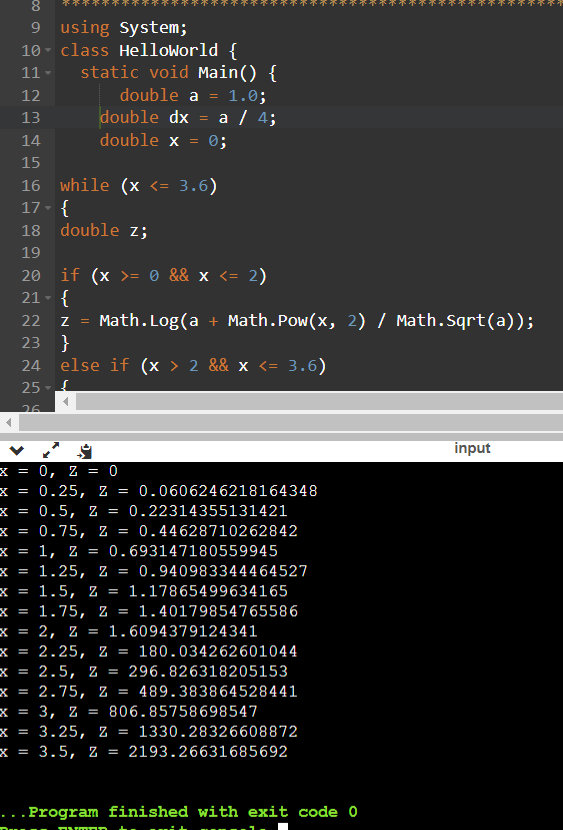 8 ****************************************************
9 using System;
10 class HelloWorld {
11 static void Main() {
12 double a = 1.0;
13 double dx = a / 4;
14 double x = 0;
15
16 while (x <= 3.6)
17 {
18 double z;
19
20 if (x >= 0 && x <= 2)
21 {
22 z = Math.Log(a + Math.Pow(x, 2) / Math.Sqrt(a));
23 }
24 else if (x > 2 && x <= 3.6)
25 {
26
input
x = 0, Z = 0
x = 0.25, Z = 0.0606246218164348
x = 0.5, Z = 0.22314355131421
x = 0.75, Z = 0.44628710262842
x = 1, Z = 0.693147180559945
x = 1.25, Z = 0.940983344464527
x = 1.5, Z = 1.17865499634165
x = 1.75, Z = 1.40179854765586
x = 2, Z = 1.6094379124341
x = 2.25, Z = 180.034262601044
x = 2.5, Z = 296.826318205153
x = 2.75, Z = 489.383864528441
x = 3, Z = 806.85758698547
x = 3.25, Z = 1330.28326608872
x = 3.5, Z = 2193.26631685692
...Program finished with exit code 0
Press ENTER to exit console.